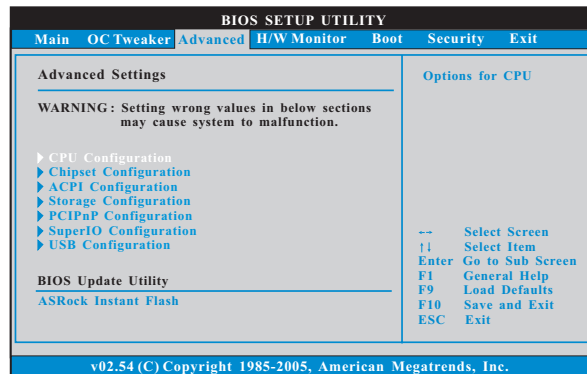 BIOS SETUP UTILITY
Main OC Tweaker Advanced H/W Monitor Boot Security Exit
Advanced Settings
WARNING : Setting wrong values in below sections
may cause system to malfunction.
CPU Configuration
Chipset Configuration
ACPI Configuration
Storage Configuration
PCIPnP Configuration
SuperIO Configuration
USB Configuration
BIOS Update Utility
ASRock Instant Flash
Options for CPU
←→ Select Screen
↑↓ Select Item
Enter Go to Sub Screen
F1 General Help
F9 Load Defaults
F10 Save and Exit
ESC Exit
v02.54 (C) Copyright 1985-2005, American Megatrends, Inc.